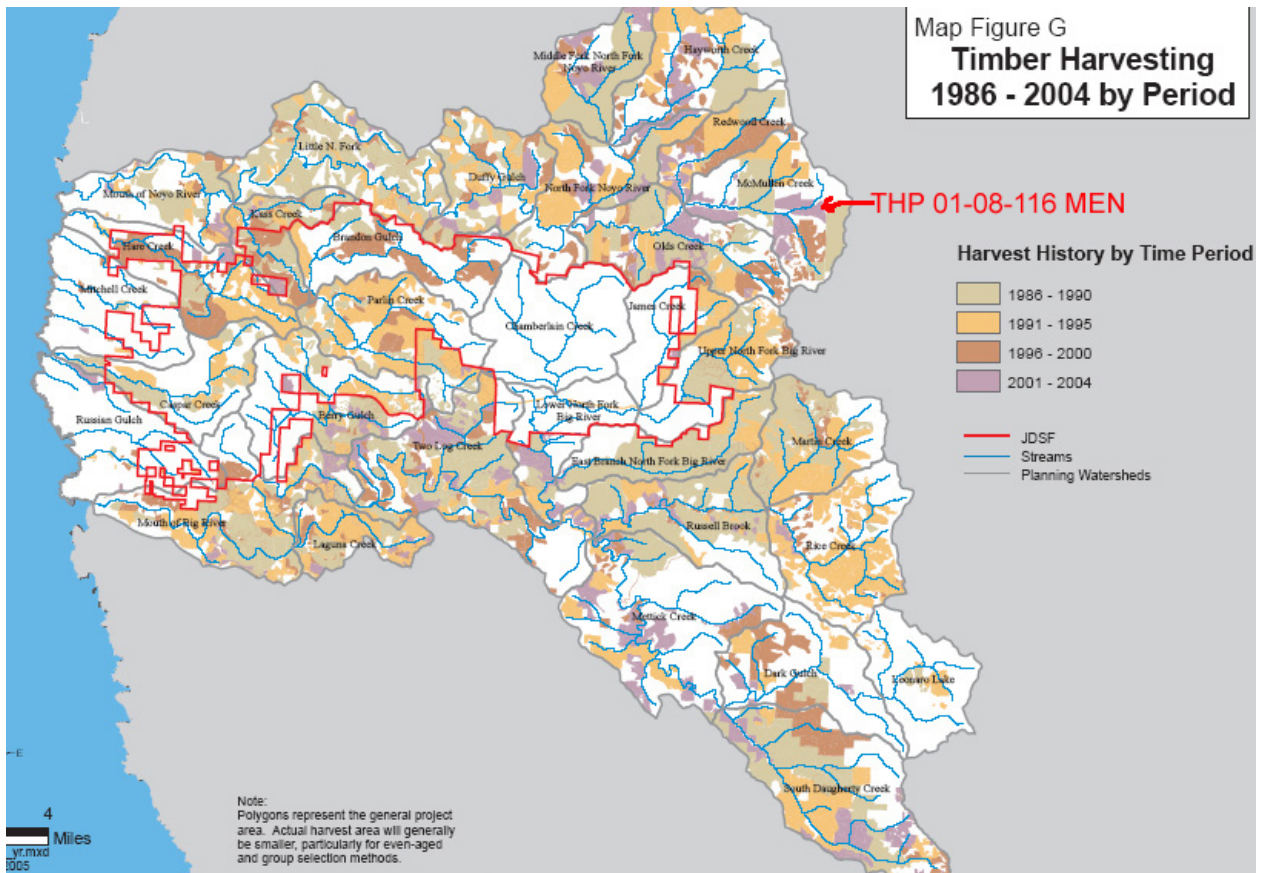 Map Figure G
Timber Harvesting
1986 - 2004 by Period
Middle Fork North Fork
Noyo River
Hayworth Creek
Redwood Creek
Little N. Fork
Duffy Gulch
North Fork Noyo River
McMullen Creek
Mouth of Noyo River
THP 01-08-116 MEN
Kass Creek
Brandon Gulch
Hare Creek
Olds Creek
Mitchell Creek
Parlin Creek
James Creek
Chamberlain Creek
Upper North Fork Big River
Caspar Creek
Lower North Fork
Big River
Russian Gulch
Berry Gulch
Two Log Creek
Martin Creek
East Branch North Fork Big River
Mouth of Big River
Russell Brook
Laguna Creek
Rice Creek
Mettick Creek
Dark Gulch
Leonaro Lake
South Daugherty Creek
Harvest History by Time Period
1986 - 1990
1991 - 1995
1996 - 2000
2001 - 2004
JDSF
Streams
Planning Watersheds
E
4
Miles
_yr.mxd
2005
Note:
Polygons represent the general project
area. Actual harvest area will generally
be smaller, particularly for even-aged
and group selection methods.